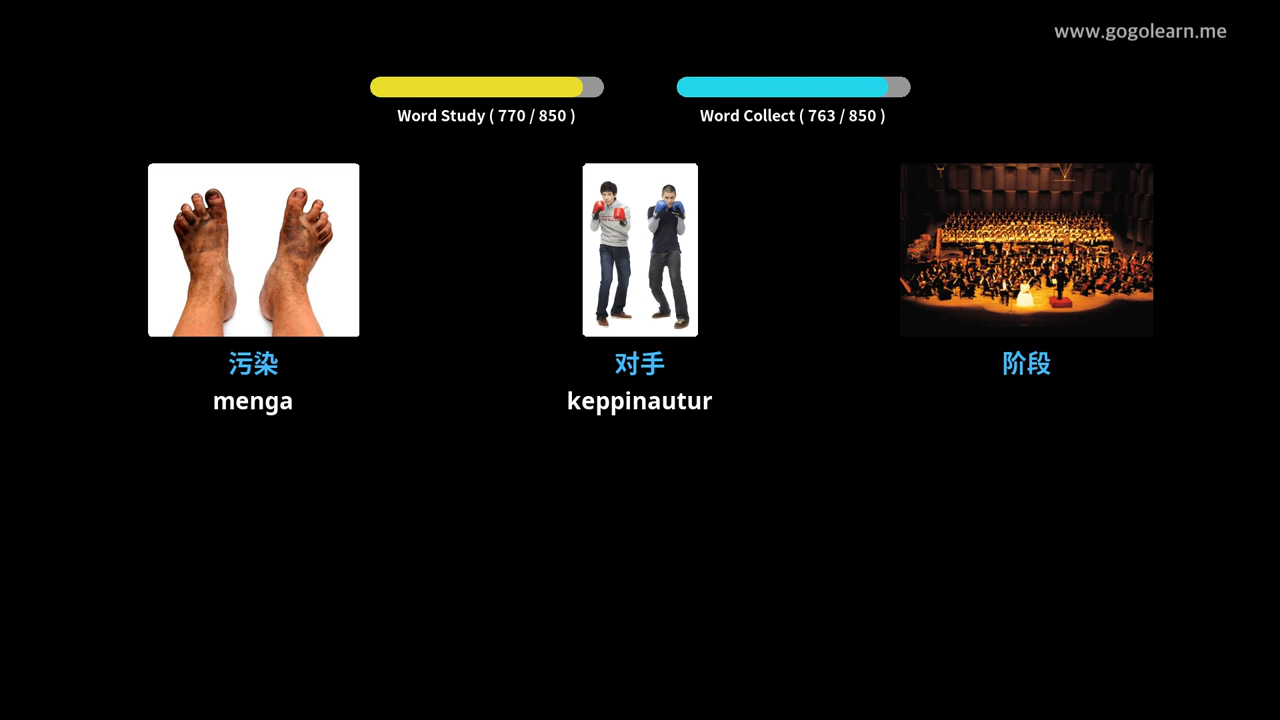 www.gogolearn.me
Word Study ( 770 / 850 )
Word Collect ( 763 / 850 )
污染
menga
对手
keppinautur
阶段